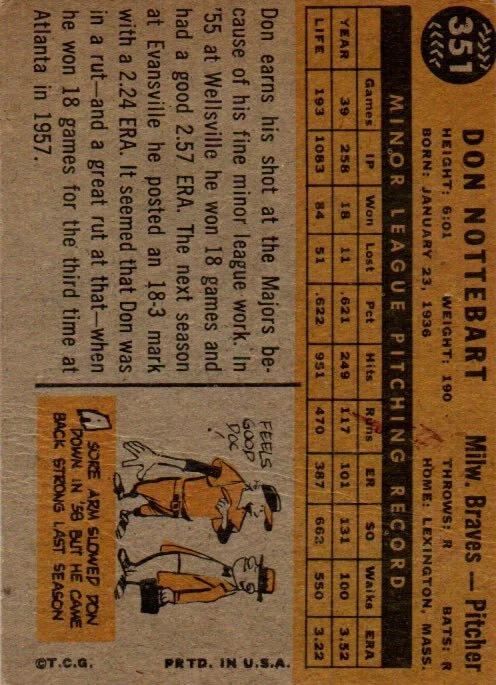 351
DON NOTTEBART Milw. Braves — Pitcher
HEIGHT: 6:01 WEIGHT: 190 THROWS: R BATS: R
BORN: JANUARY 23, 1936 HOME: LEXINGTON, MASS.
MINOR LEAGUE PITCHING RECORD
Games IP Won Lost Pct Hits Runs ER SO Walks ERA
YEAR 39 258 18 11 .621 249 117 101 131 100 3.52
LIFE 193 1083 84 51 .622 951 470 387 662 550 3.22
Don earns his shot at the Majors be-
cause of his fine minor league work. In
'55 at Wellsville he won 18 games and
had a good 2.57 ERA. The next season
at Evansville he posted an 18-3 mark
with a 2.24 ERA. It seemed that Don was
in a rut—and a great rut at that—when
he won 18 games for the third time at
Atlanta in 1957.
FEELS
GOOD
DOC!
A SORE ARM SLOWED DON
DOWN IN '58 BUT HE CAME
BACK STRONG LAST SEASON
©T.C.G. PRTD. IN U.S.A.